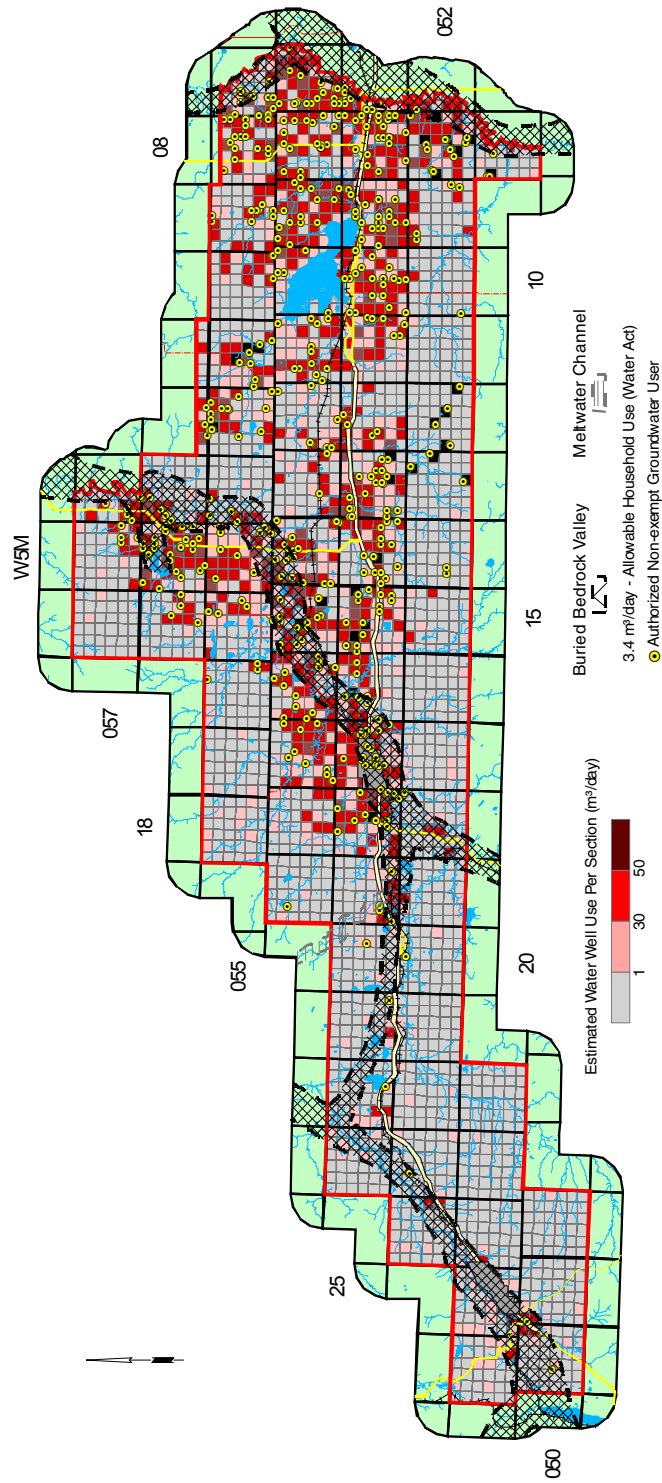 W5M
08
052
057
18
055
25
050
10
15
20
Buried Bedrock Valley
Meltwater Channel
3.4 m³/day - Allowable Household Use (Water Act)
Authorized Non-exempt Groundwater User
Estimated Water Well Use Per Section (m³/day)
1 30 50